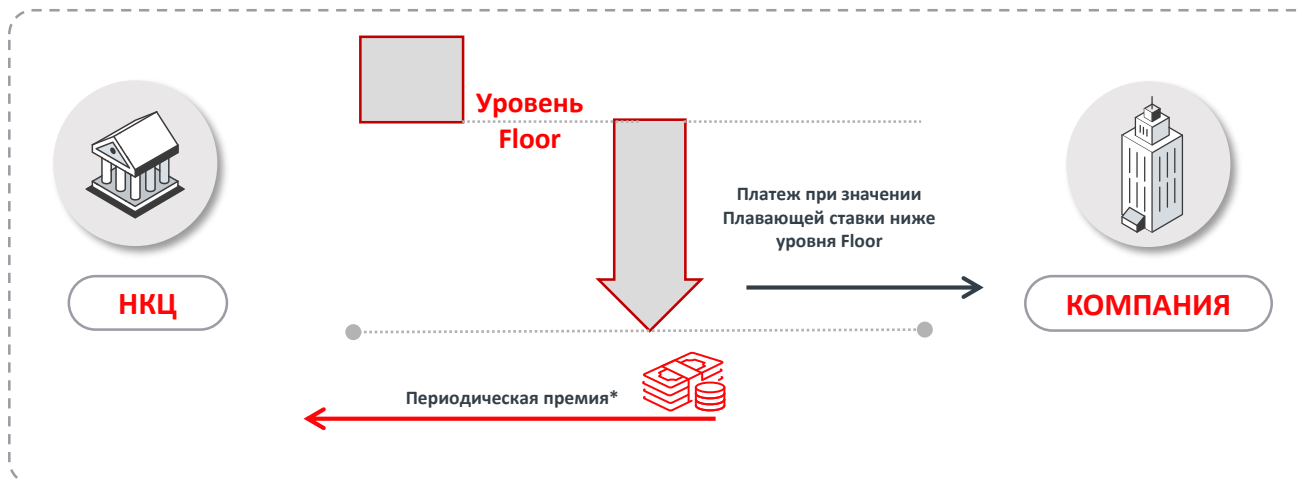 Уровень
Floor
Платеж при значении
Плавающей ставки ниже
уровня Floor
НКЦ
КОМПАНИЯ
Периодическая премия*